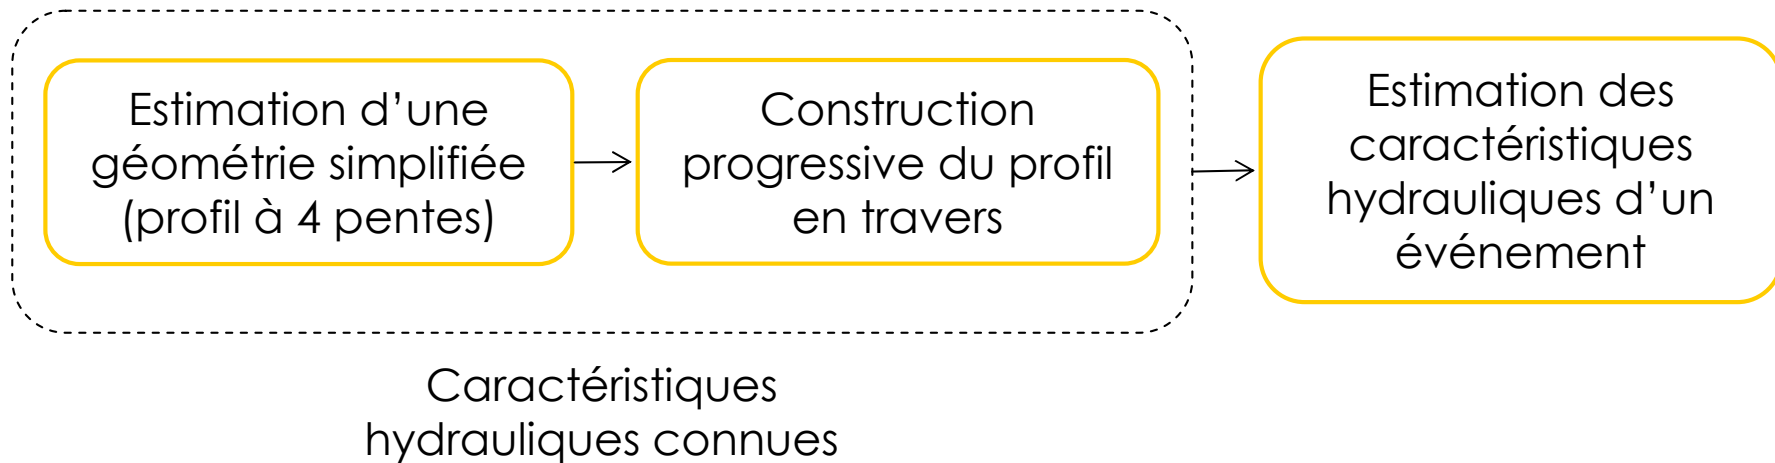 Estimation d’une
géométrie simplifiée
(profil à 4 pentes)
Construction
progressive du profil
en travers
Estimation des
caractéristiques
hydrauliques d’un
événement
Caractéristiques
hydrauliques connues